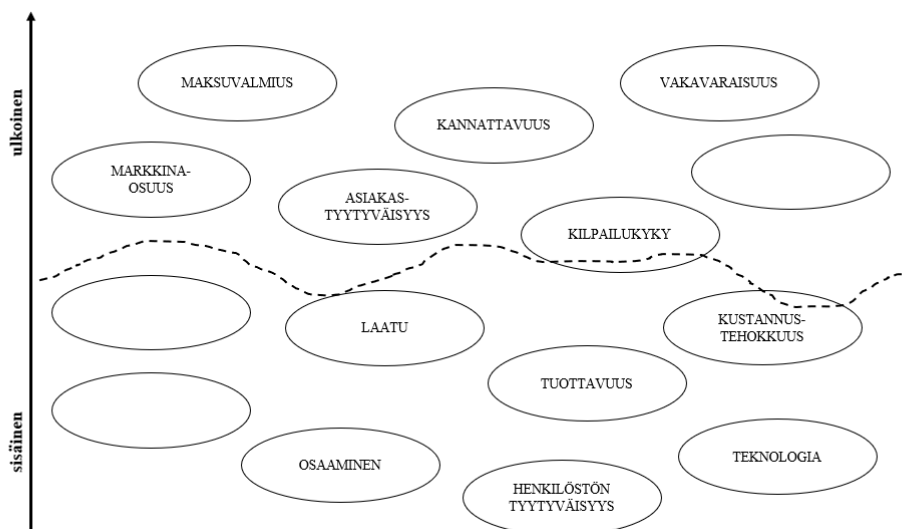 ulkoinen
MAKSUVALMIUS
VAKAVARAISUUS
KANNATTAVUUS
MARKKINA-
OSUUS
ASIAKAS-
TYYTYVÄISYYS
KILPAILUKYKY
LAATU
KUSTANNUS-
TEHOKKUUS
TUOTTAVUUS
sisäinen
OSAAMINEN
TEKNOLOGIA
HENKILÖSTÖN
TYYTYVÄISYYS